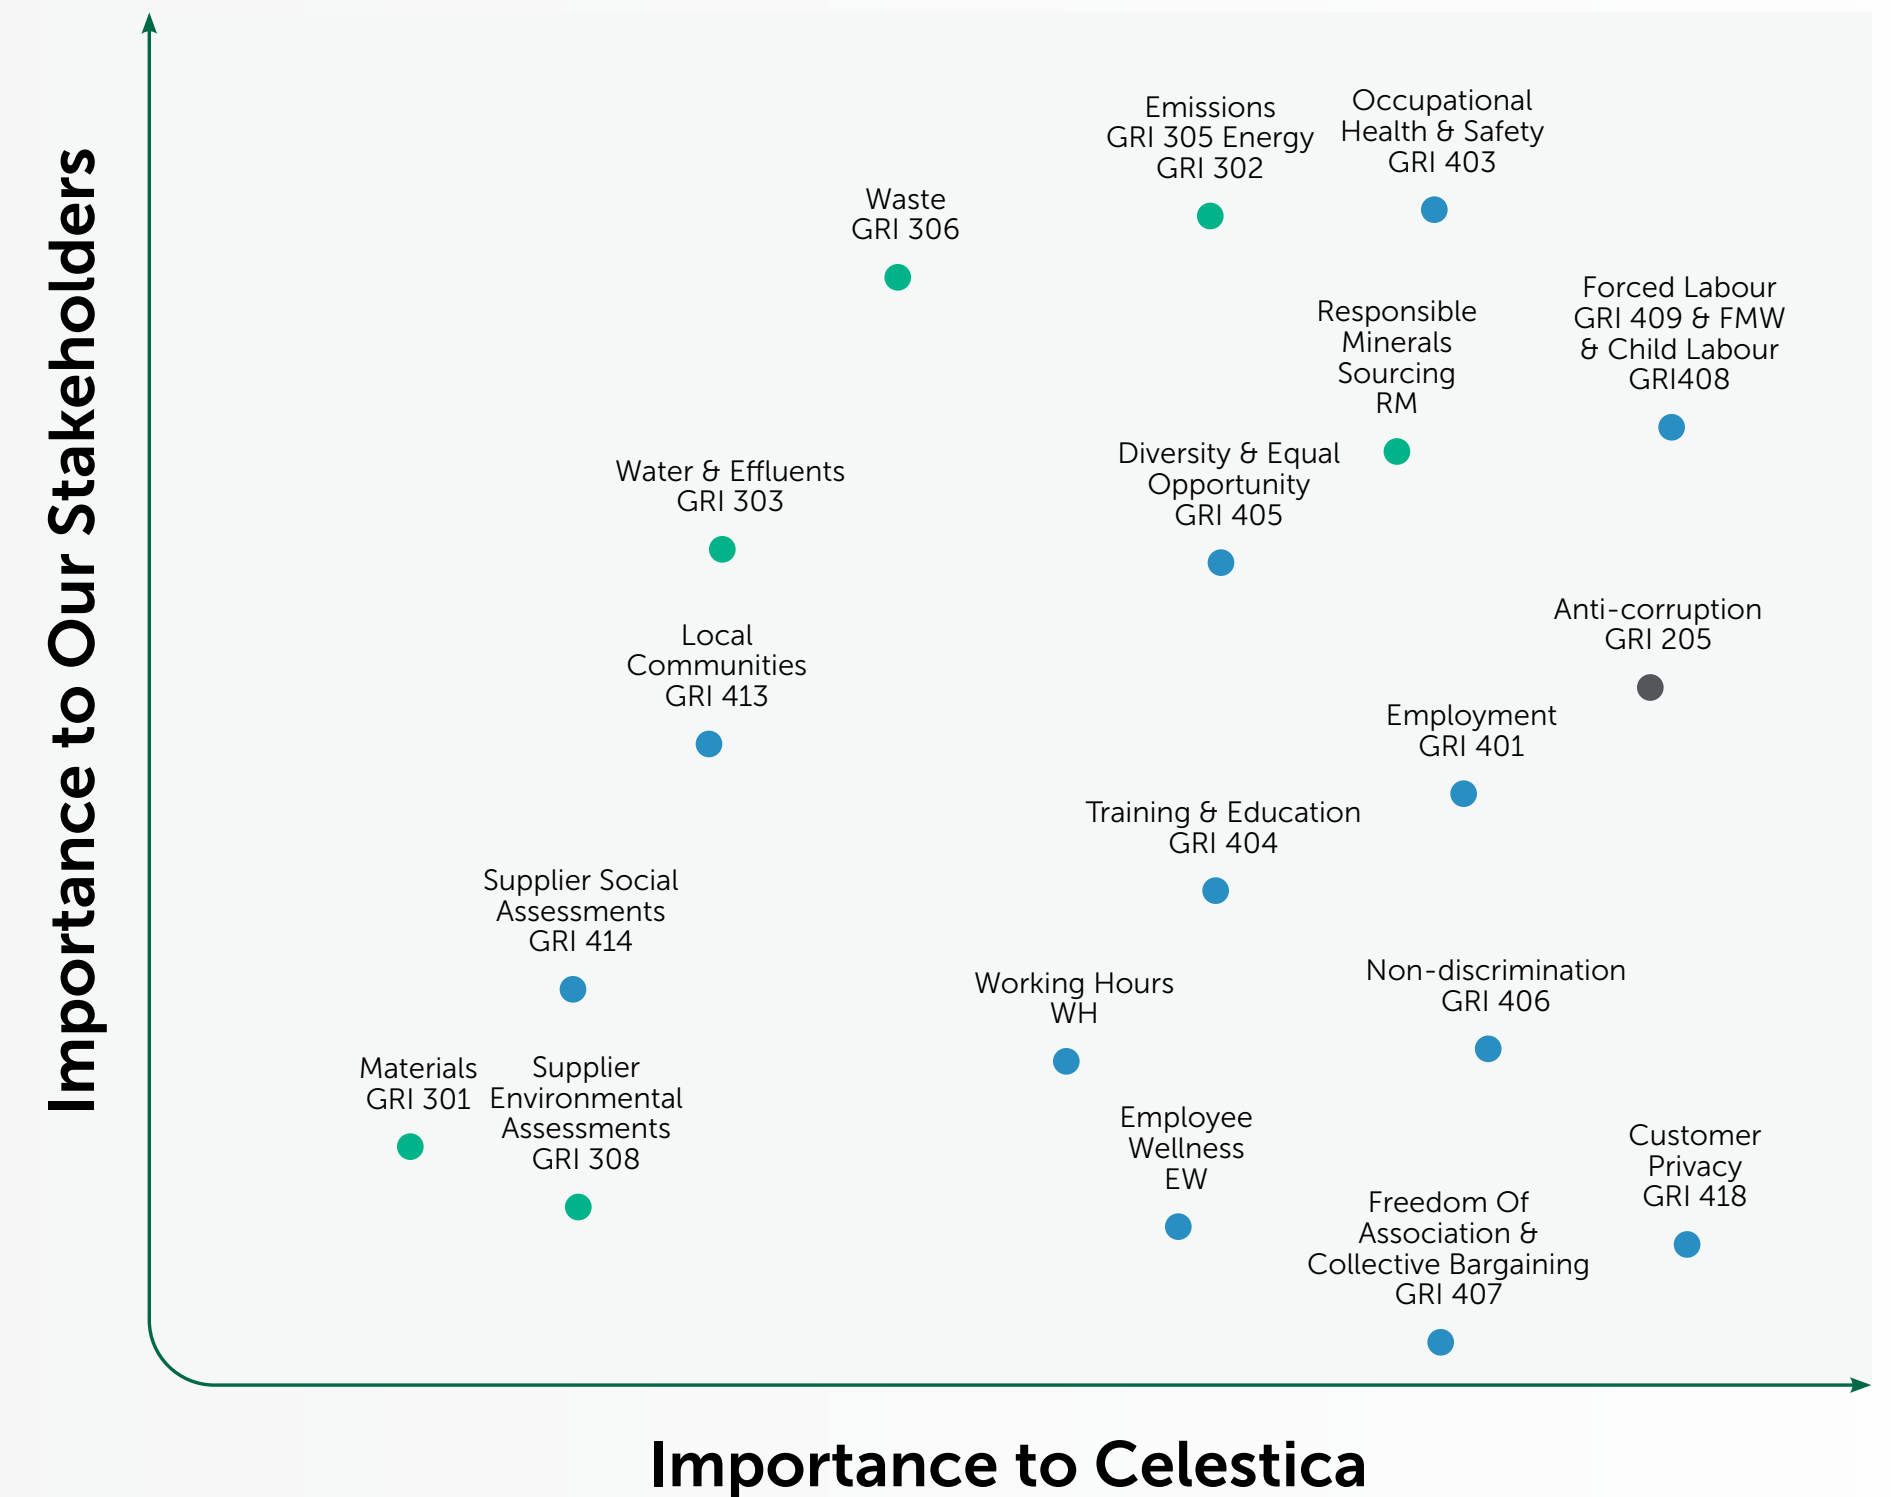 Importance to Our Stakeholders
Emissions
GRI 305 Energy
GRI 302
Occupational
Health & Safety
GRI 403
Waste
GRI 306
Forced Labour
GRI 409 & FMW
& Child Labour
GRI408
Responsible
Minerals
Sourcing
RM
Diversity & Equal
Opportunity
GRI 405
Water & Effluents
GRI 303
Anti-corruption
GRI 205
Local
Communities
GRI 413
Employment
GRI 401
Training & Education
GRI 404
Supplier Social
Assessments
GRI 414
Non-discrimination
GRI 406
Working Hours
WH
Materials
GRI 301
Supplier
Environmental
Assessments
GRI 308
Employee
Wellness
EW
Customer
Privacy
GRI 418
Freedom Of
Association &
Collective Bargaining
GRI 407
Importance to Celestica